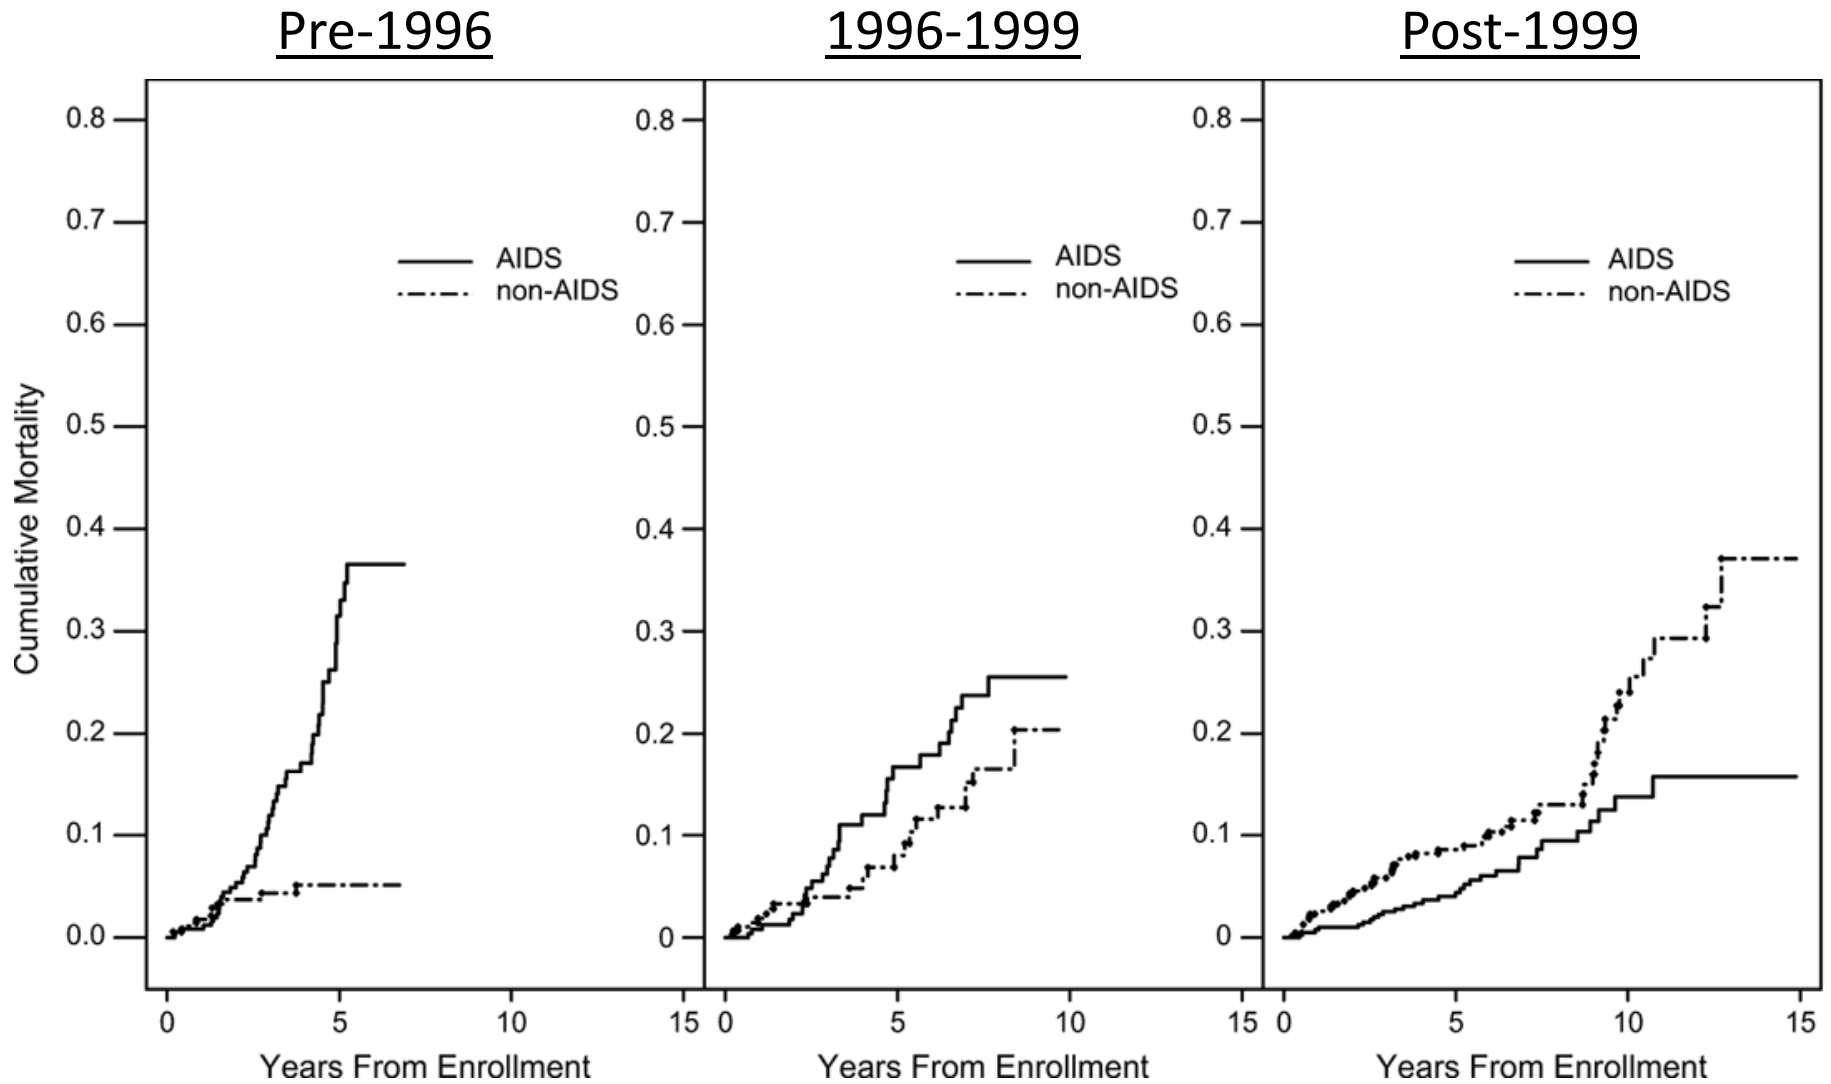 Pre-1996
1996-1999
Post-1999
Cumulative Mortality
0.8
0.7
0.6
0.5
0.4
0.3
0.2
0.1
0.0
AIDS
non-AIDS
0 5 10 15
Years From Enrollment
0.8
0.7
0.6
0.5
0.4
0.3
0.2
0.1
0
AIDS
non-AIDS
0 5 10 15
Years From Enrollment
0.8
0.7
0.6
0.5
0.4
0.3
0.2
0.1
0
AIDS
non-AIDS
0 5 10 15
Years From Enrollment